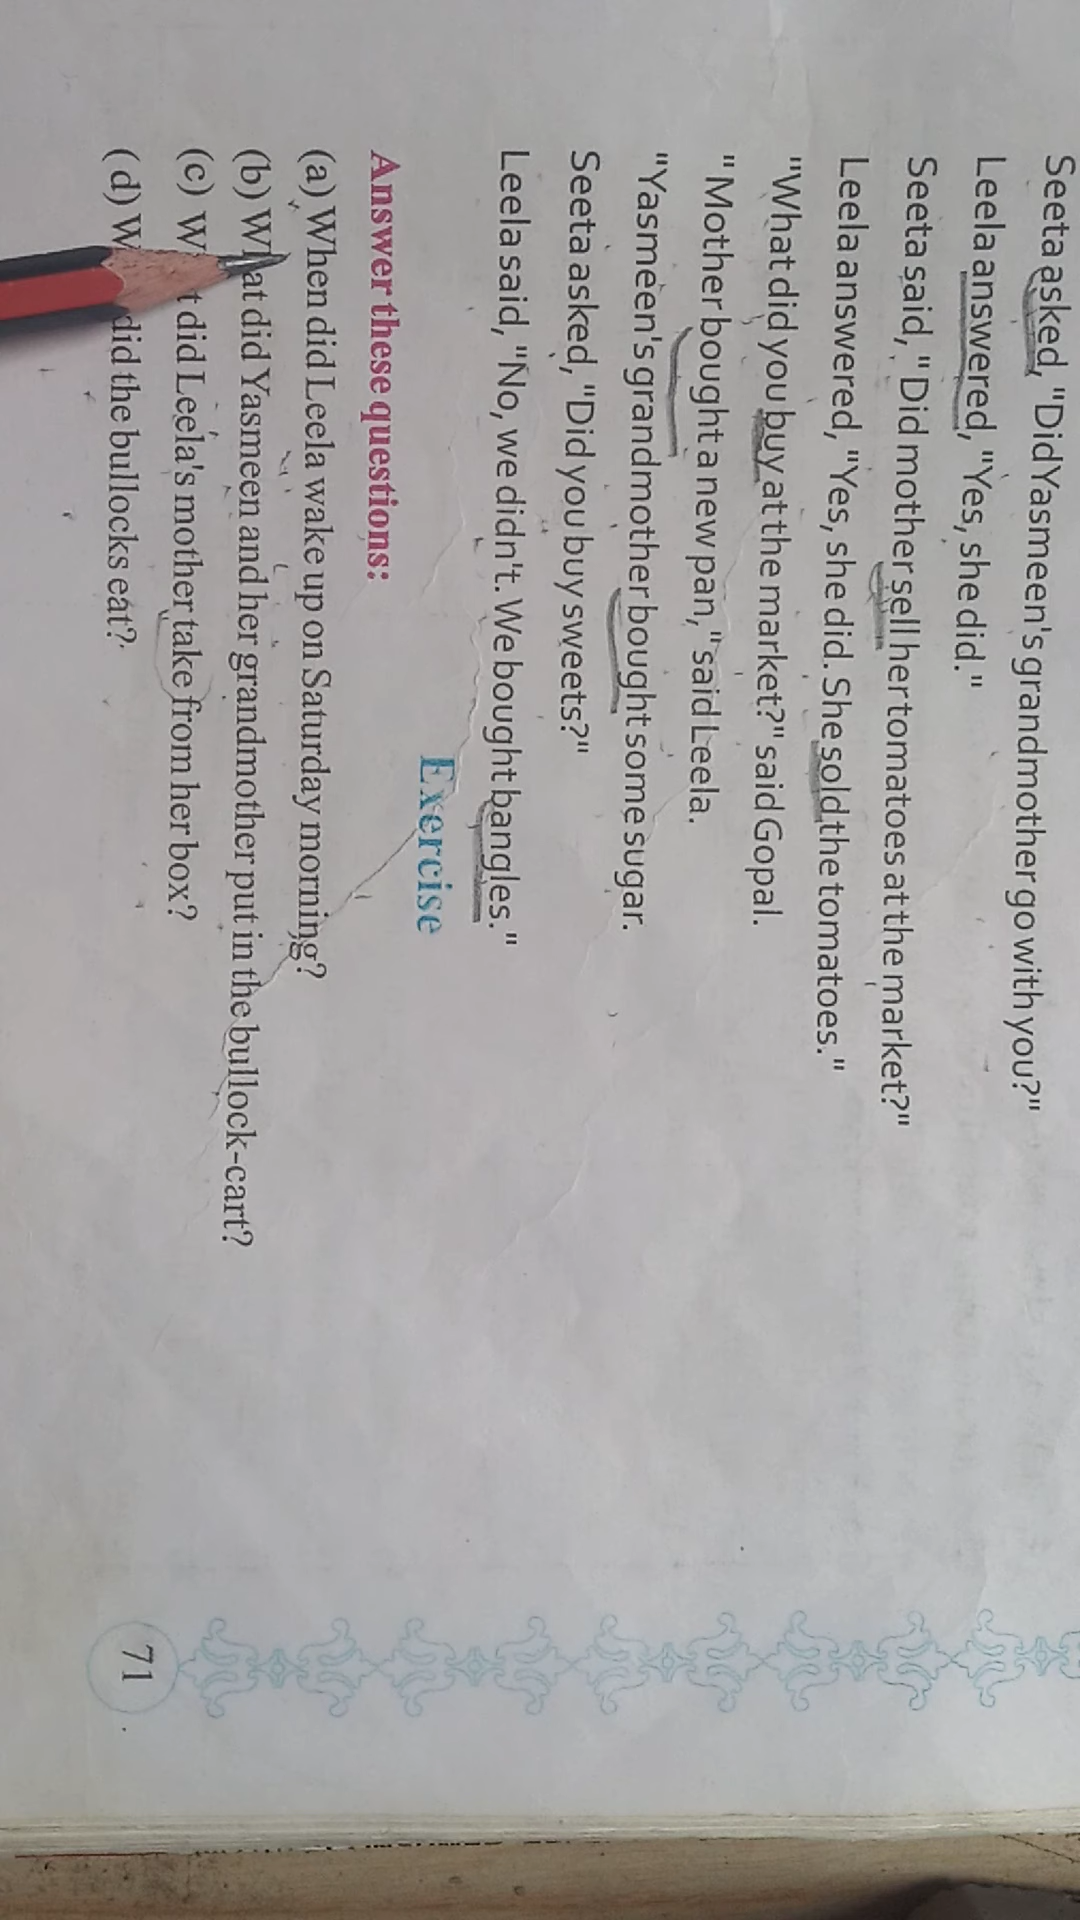 Seeta asked, "Did Yasmeen's grandmother go with you?"
Leela answered, "Yes, she did."
Seeta said, "Did mother sell her tomatoes at the market?"
Leela answered, "Yes, she did. She sold the tomatoes."
"What did you buy at the market?" said Gopal.
"Mother bought a new pan," said Leela.
"Yasmeen's grandmother bought some sugar.
Seeta asked, "Did you buy sweets?"
Leela said, "No, we didn't. We bought bangles."
Exercise
Answer these questions:
(a) When did Leela wake up on Saturday morning?
(b) What did Yasmeen and her grandmother put in the bullock-cart?
(c) What did Leela's mother take from her box?
(d) did the bullocks eat?
71